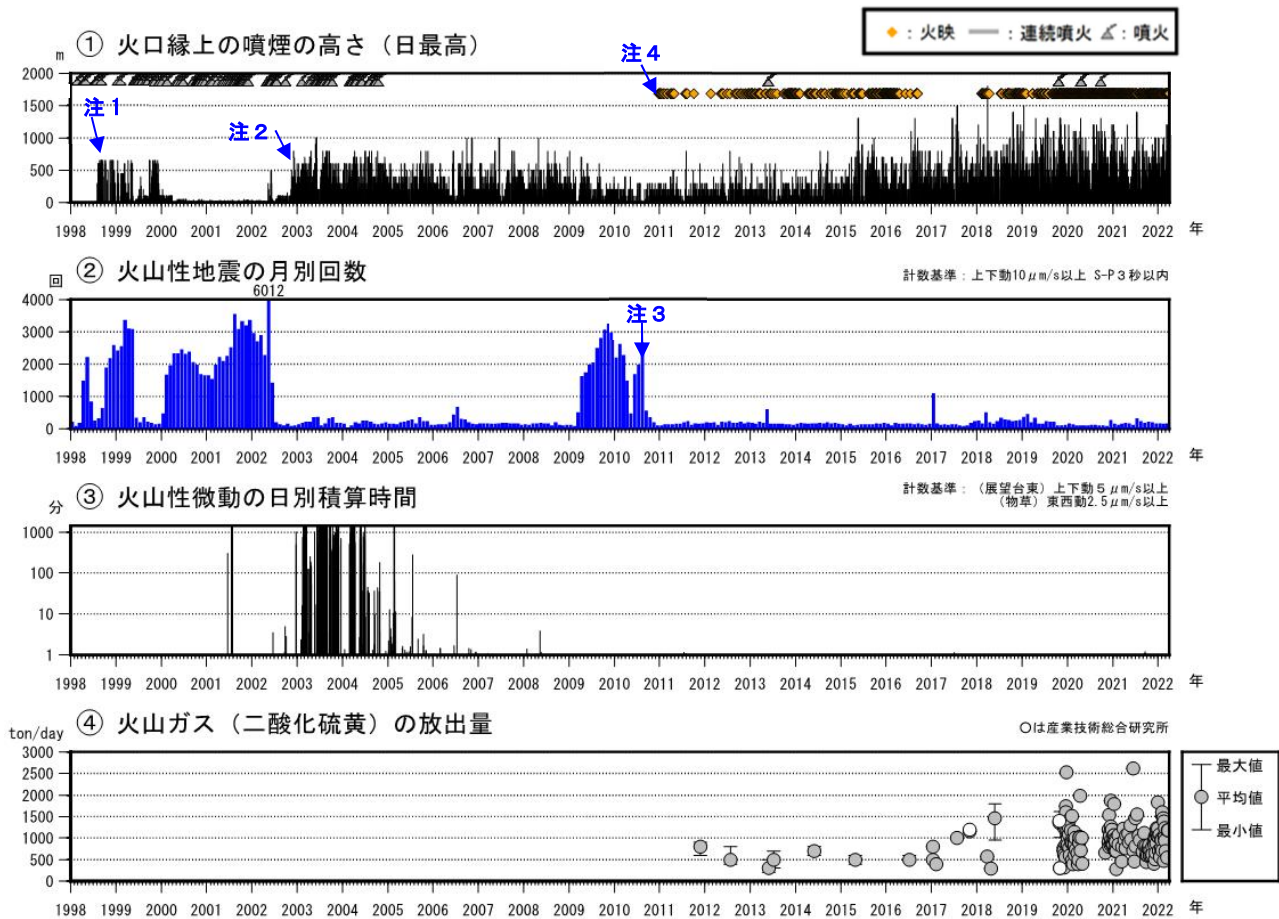 ◆：火映　━━：連続噴火　：噴火
① 火口縁上の噴煙の高さ（日最高）
m
2000
1500
1000
500
0
注１
注２
注４
1998 1999 2000 2001 2002 2003 2004 2005 2006 2007 2008 2009 2010 2011 2012 2013 2014 2015 2016 2017 2018 2019 2020 2021 2022 年
② 火山性地震の月別回数
計数基準：上下動10μm/s以上 S-P３秒以内
回
6012
4000
3000
2000
1000
0
注３
1998 1999 2000 2001 2002 2003 2004 2005 2006 2007 2008 2009 2010 2011 2012 2013 2014 2015 2016 2017 2018 2019 2020 2021 2022 年
③ 火山性微動の日別積算時間
計数基準：（展望台東）上下動５μm/s以上
（物草）東西動2.5μm/s以上
分
1000
100
10
1
1998 1999 2000 2001 2002 2003 2004 2005 2006 2007 2008 2009 2010 2011 2012 2013 2014 2015 2016 2017 2018 2019 2020 2021 2022 年
④ 火山ガス（二酸化硫黄）の放出量
○は産業技術総合研究所
ton/day
3000
2500
2000
1500
1000
500
0
最大値
平均値
最小値
1998 1999 2000 2001 2002 2003 2004 2005 2006 2007 2008 2009 2010 2011 2012 2013 2014 2015 2016 2017 2018 2019 2020 2021 2022 年